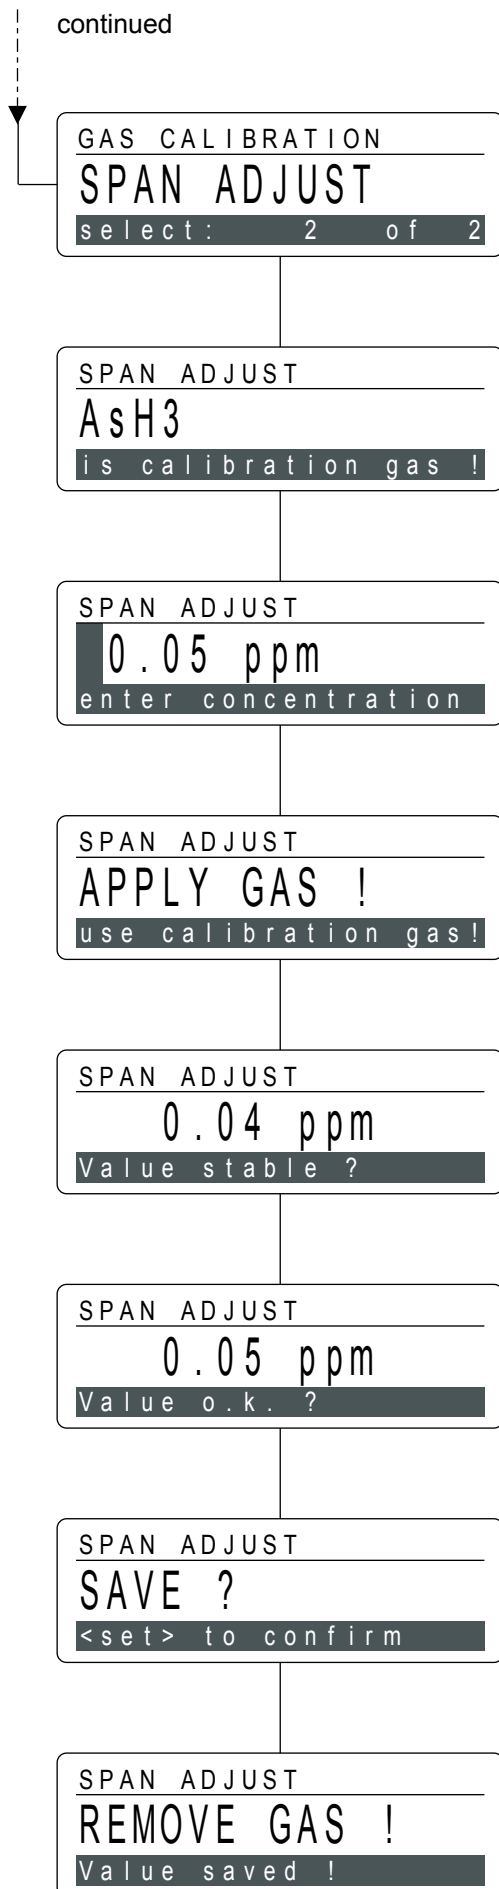 continued
GAS CALIBRATION
SPAN ADJUST
select: 2 of 2
SPAN ADJUST
AsH3
is calibration gas !
SPAN ADJUST
0.05 ppm
enter concentration
SPAN ADJUST
APPLY GAS !
use calibration gas!
SPAN ADJUST
0.04 ppm
Value stable ?
SPAN ADJUST
0.05 ppm
Value o.k. ?
SPAN ADJUST
SAVE ?
<set> to confirm
SPAN ADJUST
REMOVE GAS !
Value saved !